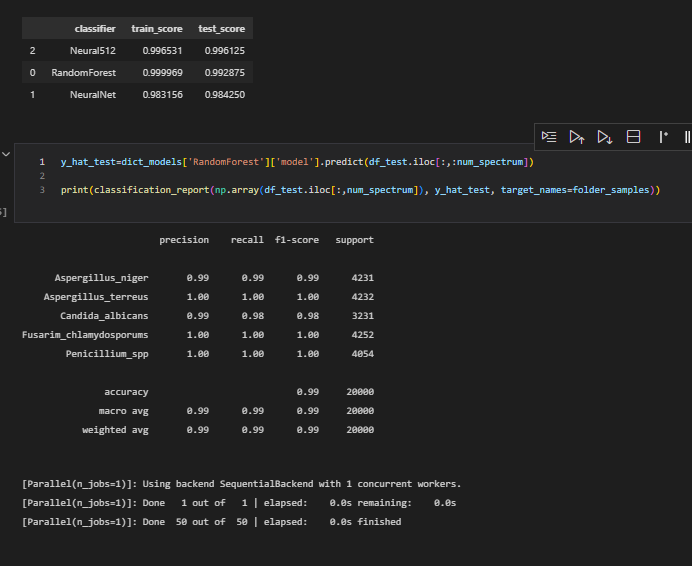 classifier train_score test_score
2 Neural512 0.996531 0.996125
0 RandomForest 0.999969 0.992875
1 NeuralNet 0.983156 0.984250
1 y_hat_test=dict_models['RandomForest']['model'].predict(df_test.iloc[:,:num_spectrum])
2
3 print(classification_report(np.array(df_test.iloc[:,num_spectrum]), y_hat_test, target_names=folder_samples))
precision recall f1-score support
Aspergillus_niger 0.99 0.99 0.99 4231
Aspergillus_terreus 1.00 1.00 1.00 4232
Candida_albicans 0.99 0.98 0.98 3231
Fusarim_chlamydosporums 1.00 1.00 1.00 4252
Penicillium_spp 1.00 1.00 1.00 4054
accuracy 0.99 20000
macro avg 0.99 0.99 0.99 20000
weighted avg 0.99 0.99 0.99 20000
[Parallel(n_jobs=1)]: Using backend SequentialBackend with 1 concurrent workers.
[Parallel(n_jobs=1)]: Done 1 out of 1 | elapsed: 0.0s remaining: 0.0s
[Parallel(n_jobs=1)]: Done 50 out of 50 | elapsed: 0.0s finished